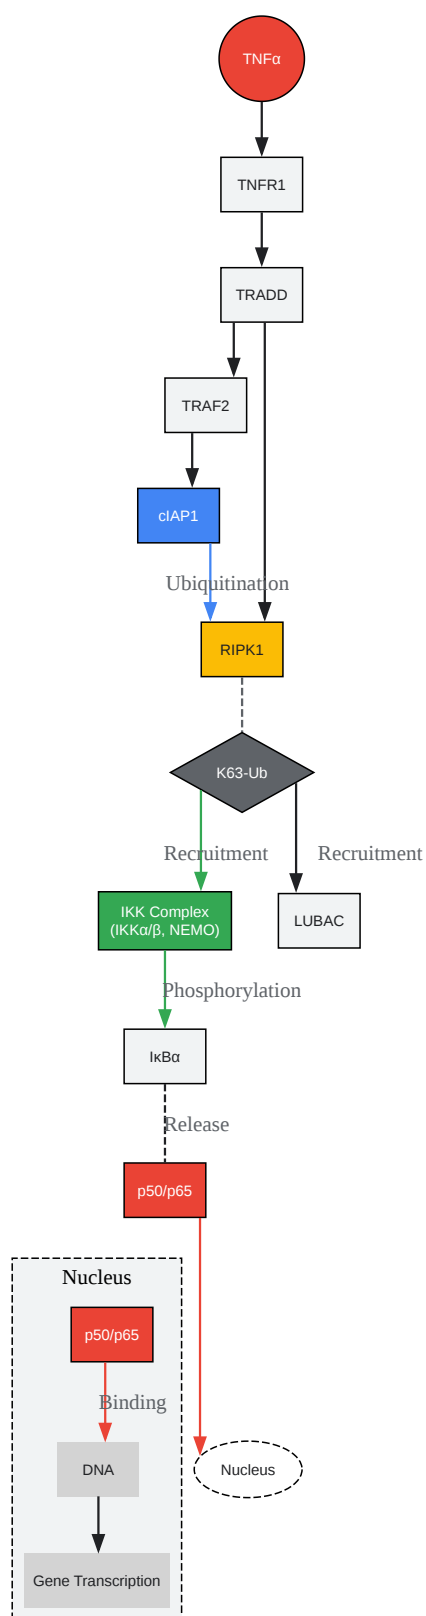 TNFα
TNFR1
TRADD
TRAF2
cIAP1
Ubiquitination
RIPK1
K63-Ub
Recruitment
Recruitment
IKK Complex
(IKKα/β, NEMO)
LUBAC
Phosphorylation
IκBα
Release
p50/p65
Nucleus
p50/p65
Binding
DNA
Nucleus
Gene Transcription